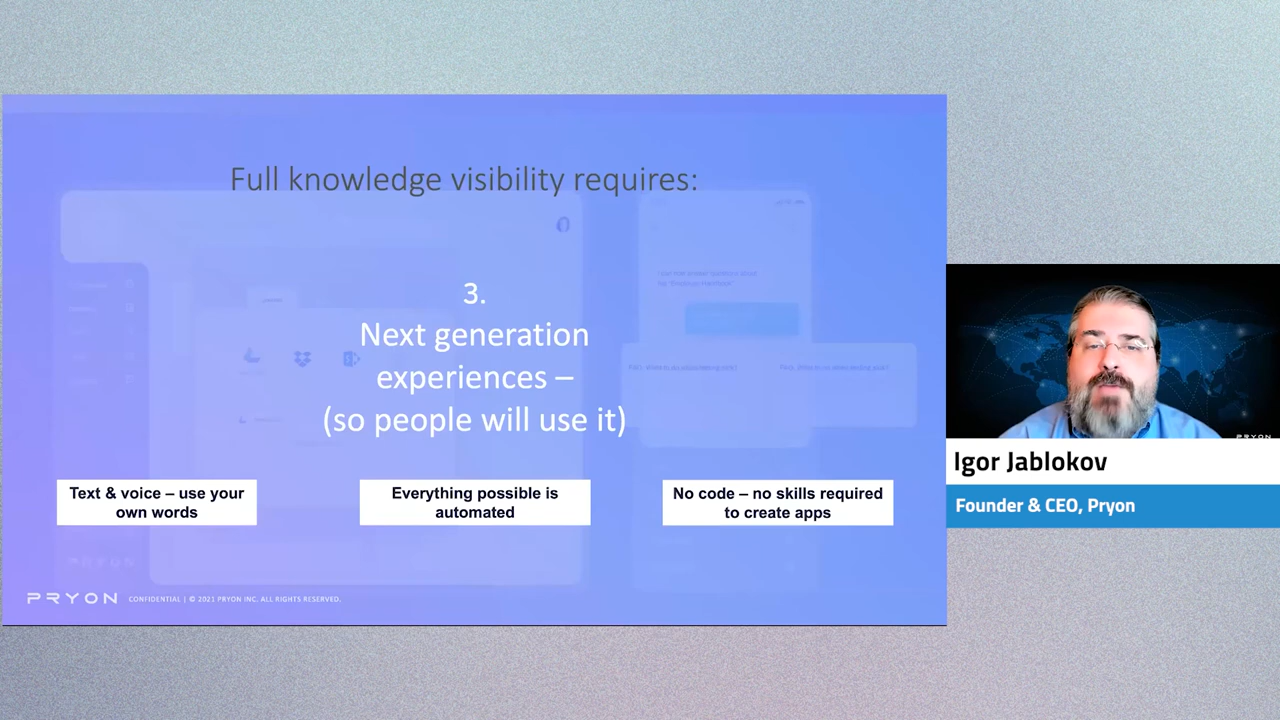 Full knowledge visibility requires:
3.
Next generation
experiences –
(so people will use it)
Text & voice – use your
own words
Everything possible is
automated
No code – no skills required
to create apps
PRYON CONFIDENTIAL | © 2021 PRYON INC. ALL RIGHTS RESERVED.
PRYON
Igor Jablokov
Founder & CEO, Pryon